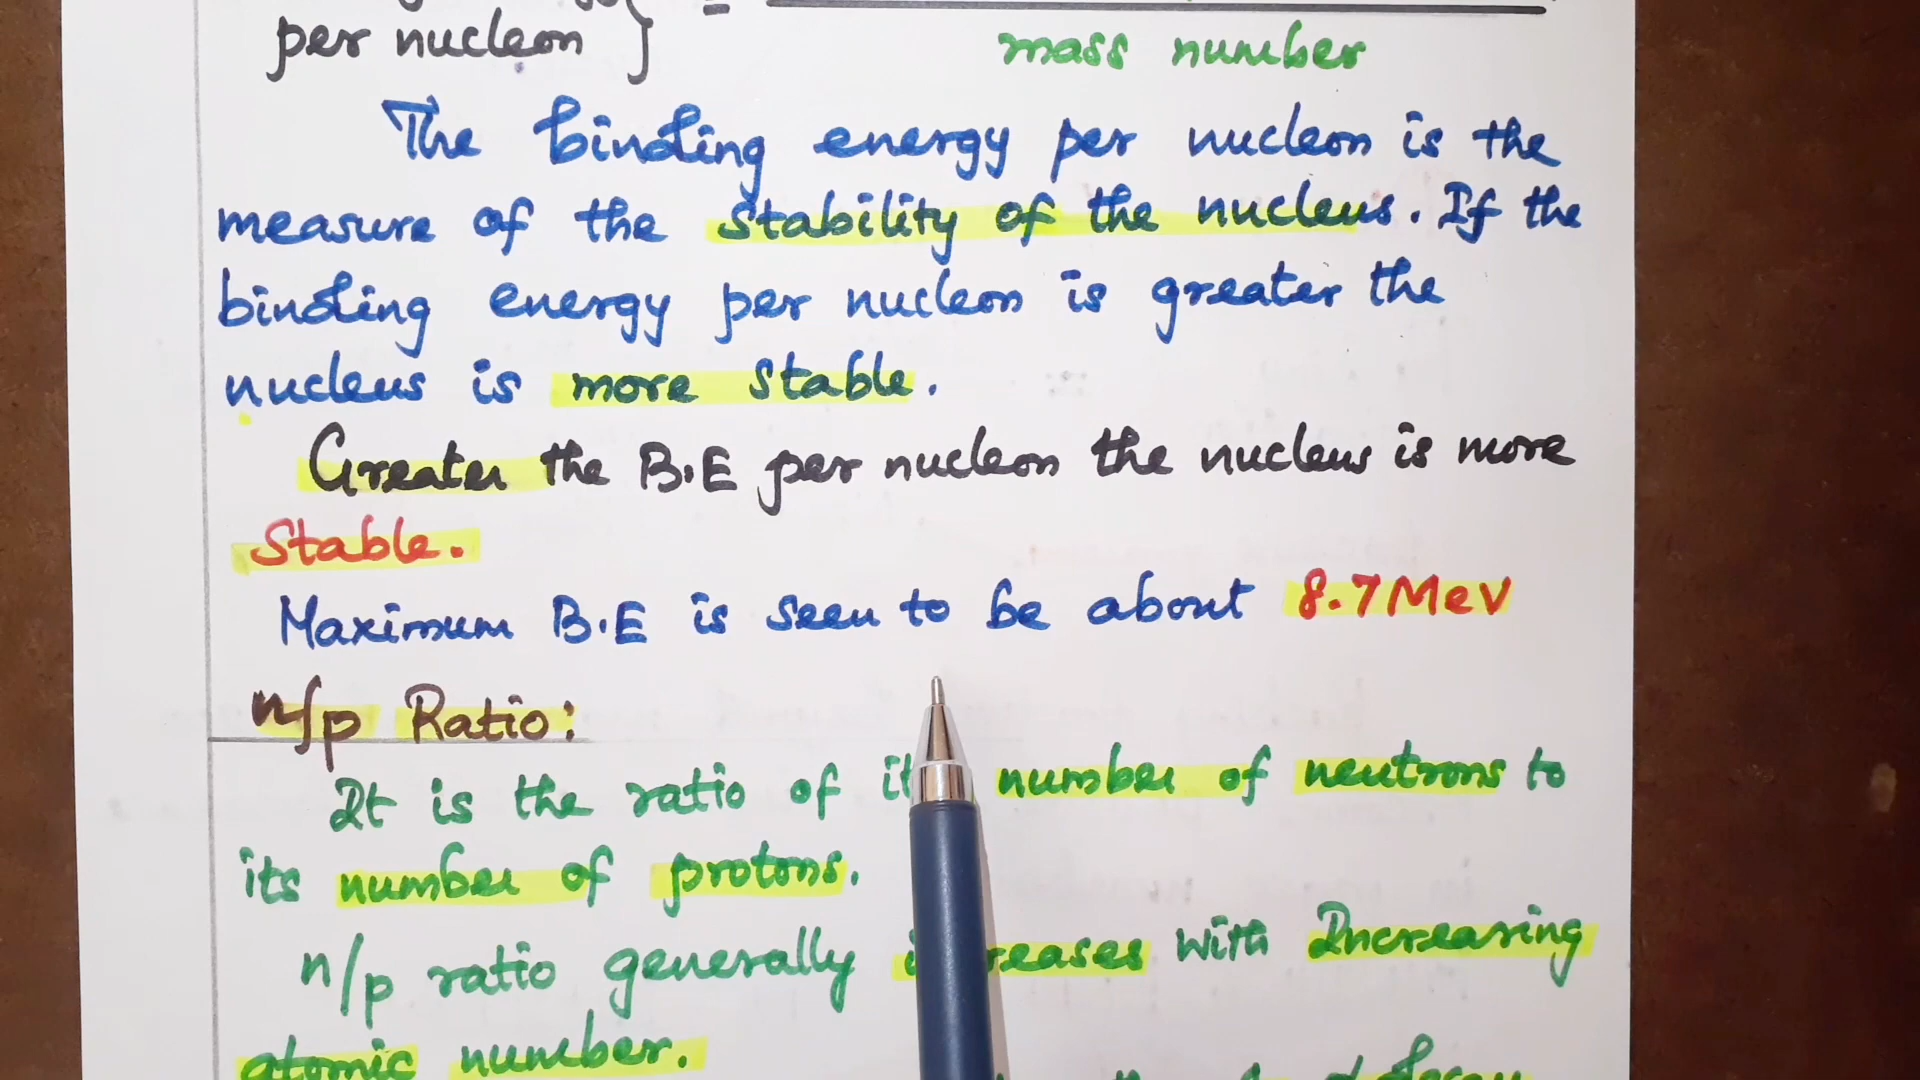 per nucleon } =
mass number
The binding energy per nucleon is the
measure of the stability of the nucleus. If the
binding energy per nucleon is greater the
nucleus is more stable.
Greater the B.E per nucleon the nucleus is more
Stable.
Maximum B.E is seen to be about 8.7 MeV
n/p Ratio:
It is the ratio of number of neutrons to
its number of protons.
n/p ratio generally with Increasing
atomic number.